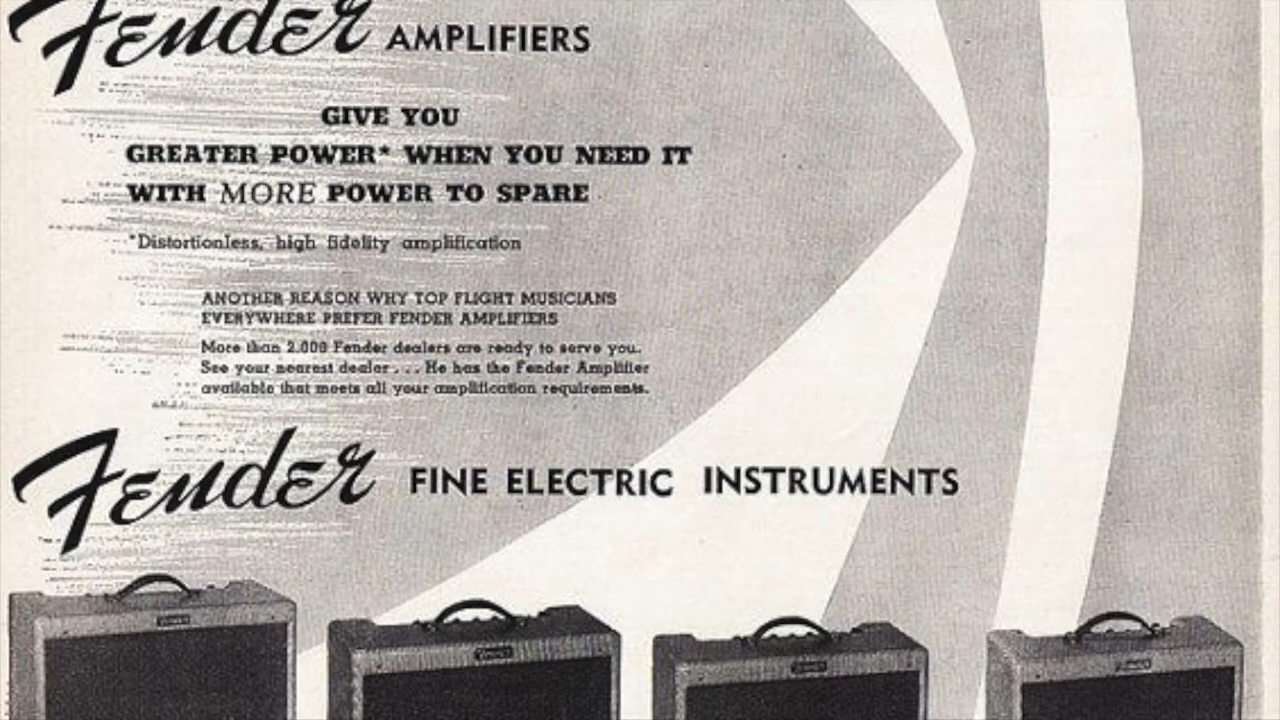 Fender AMPLIFIERS
GIVE YOU
GREATER POWER* WHEN YOU NEED IT
WITH MORE POWER TO SPARE
*Distortionless, high fidelity amplification
ANOTHER REASON WHY TOP FLIGHT MUSICIANS
EVERYWHERE PREFER FENDER AMPLIFIERS
More than 2,000 Fender dealers are ready to serve you.
See your nearest dealer . . . He has the Fender Amplifier
available that meets all your amplification requirements.
Fender FINE ELECTRIC INSTRUMENTS